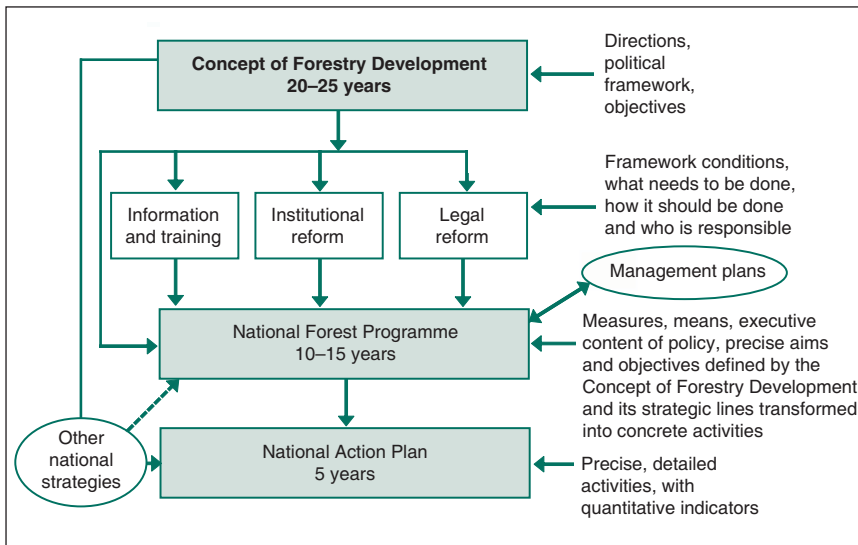 Concept of Forestry Development
20–25 years
Directions,
political
framework,
objectives
Information
and training
Institutional
reform
Legal
reform
Framework conditions,
what needs to be done,
how it should be done
and who is responsible
Management plans
National Forest Programme
10–15 years
Measures, means, executive
content of policy, precise aims
and objectives defined by the
Concept of Forestry Development
and its strategic lines transformed
into concrete activities
Other
national
strategies
National Action Plan
5 years
Precise, detailed
activities, with
quantitative indicators